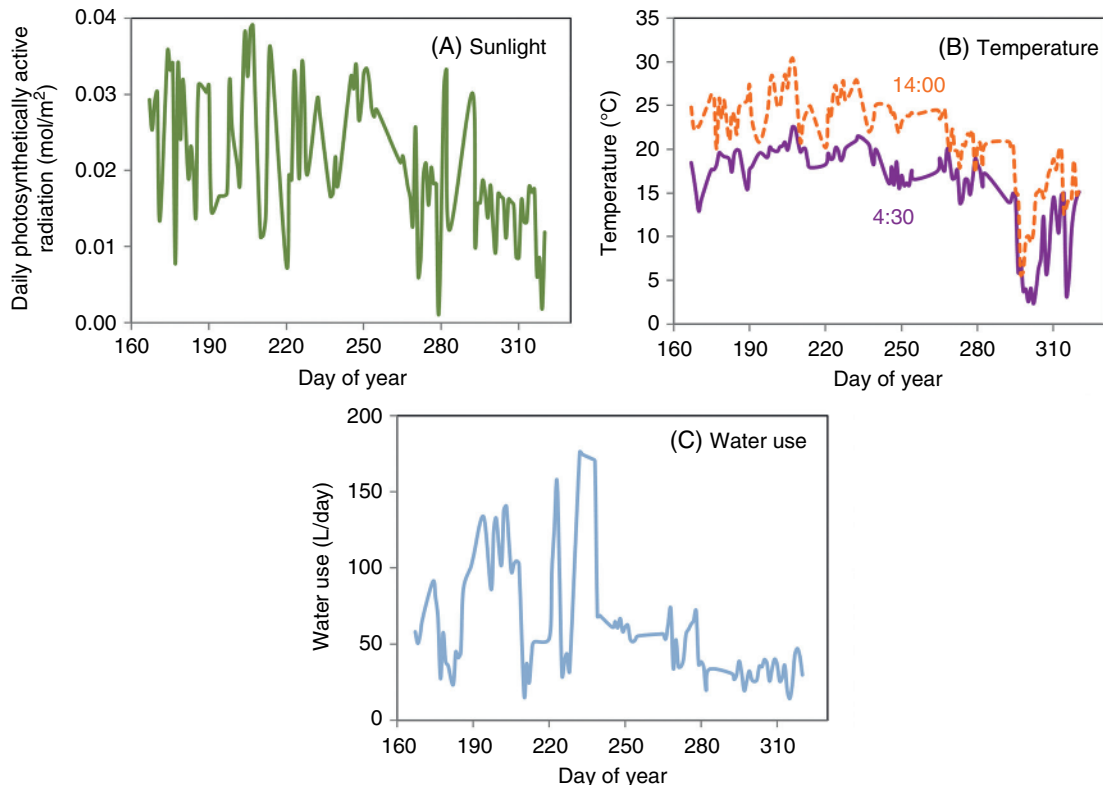 (A) Sunlight
Daily photosynthetically active
radiation (mol/m²)
0.04
0.03
0.02
0.01
0.00
160 190 220 250 280 310
Day of year
(B) Temperature
14:00
4:30
Temperature (°C)
35
30
25
20
15
10
5
0
160 190 220 250 280 310
Day of year
(C) Water use
Water use (L/day)
200
150
100
50
0
160 190 220 250 280 310
Day of year